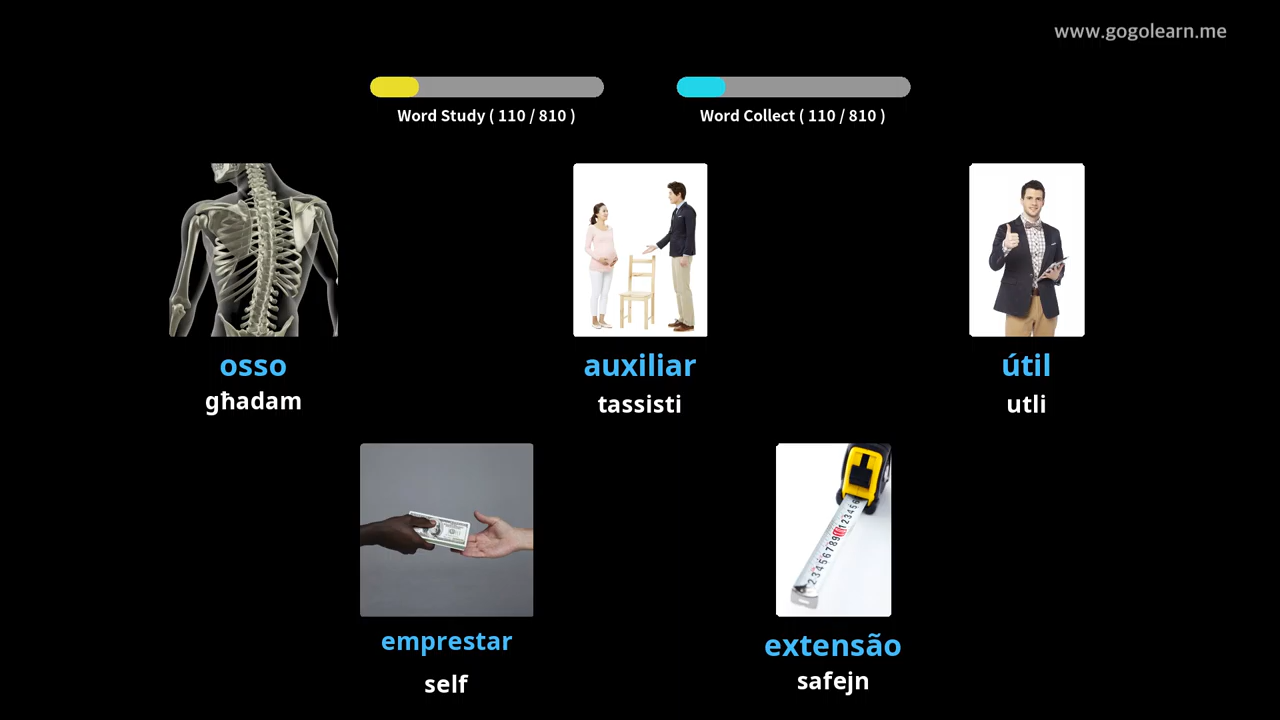 www.gogolearn.me
Word Study ( 110 / 810 )
Word Collect ( 110 / 810 )
osso
għadam
auxiliar
tassisti
útil
utli
emprestar
self
extensão
safejn